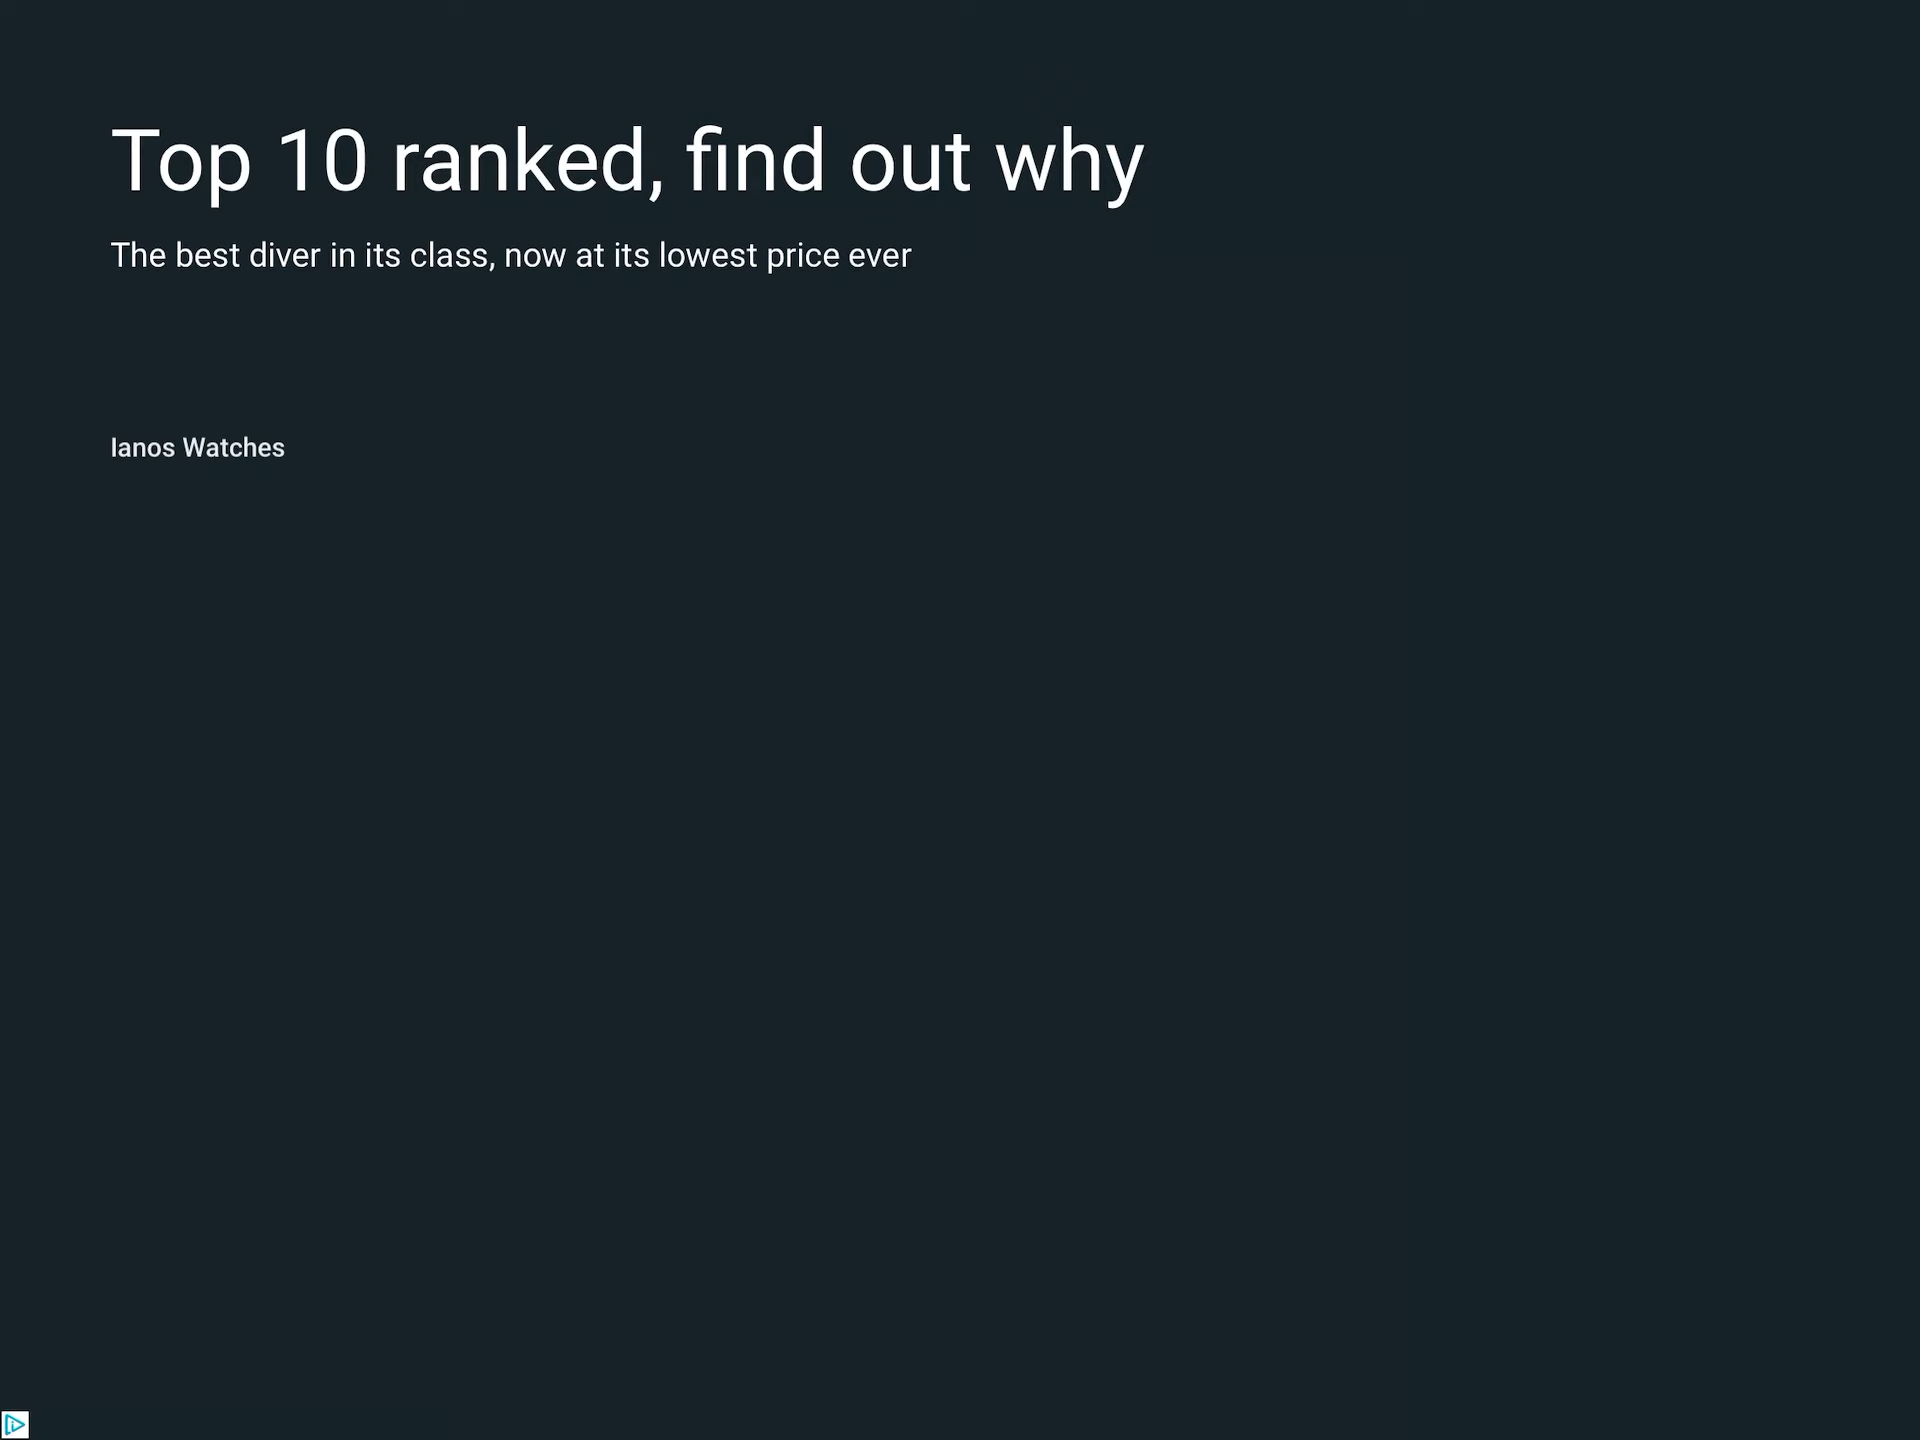 Top 10 ranked, find out why
The best diver in its class, now at its lowest price ever
Ianos Watches